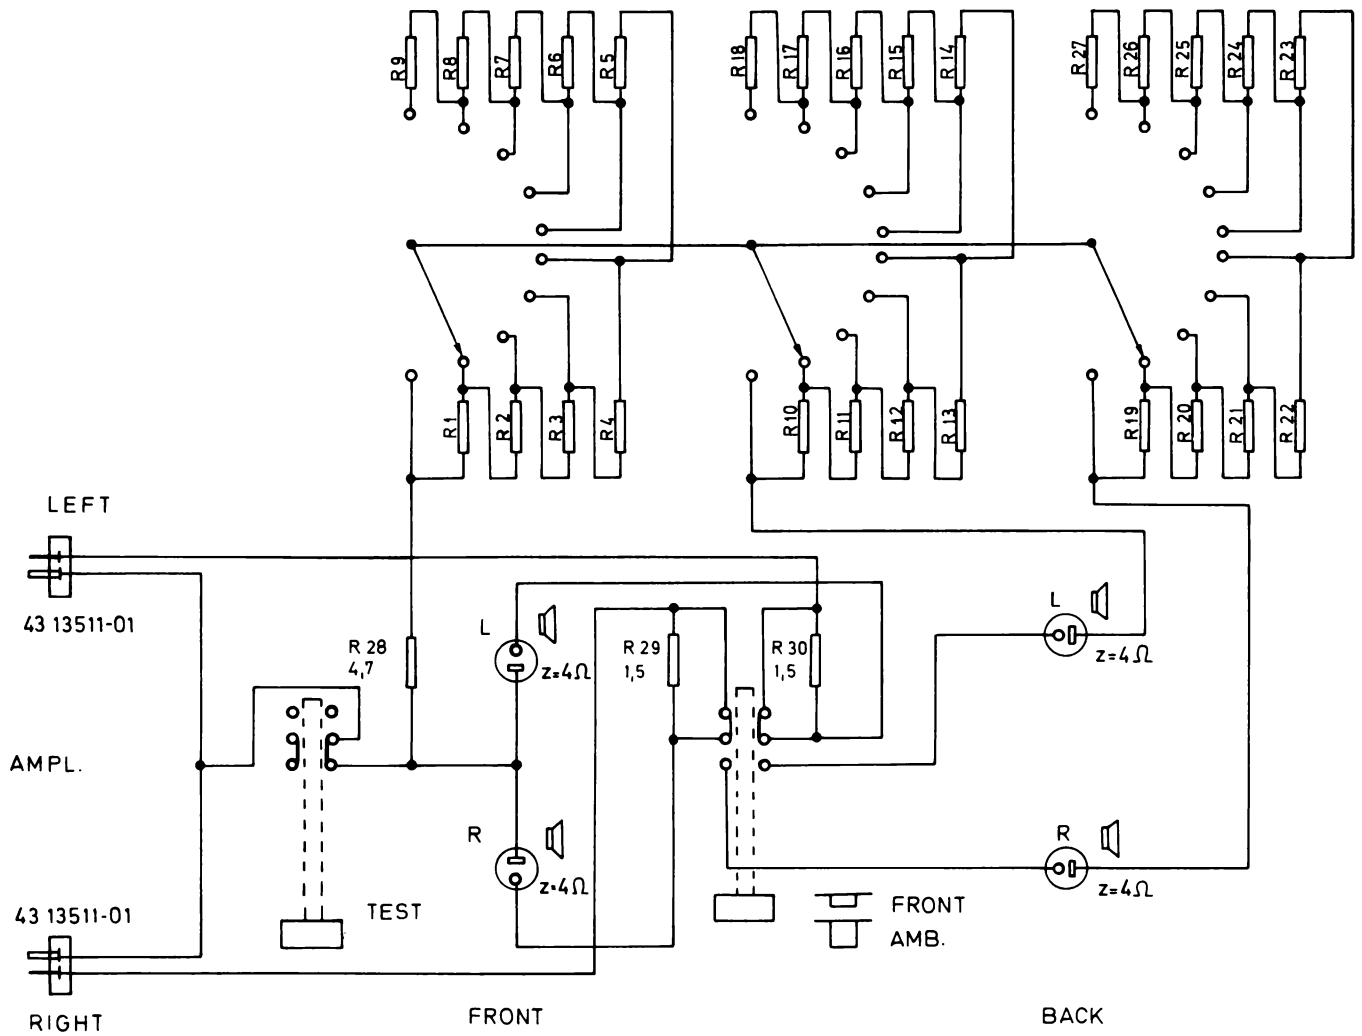 R9 R8 R7 R6 R5 R18 R17 R16 R15 R14 R27 R26 R25 R24 R23
R1 R2 R3 R4 R10 R11 R12 R13 R19 R20 R21 R22
LEFT
43 13511-01
L
z=4Ω
R 28
4,7
R 29
1,5
R 30
1,5
L
z=4Ω
AMPL.
R
z=4Ω
R
z=4Ω
TEST
FRONT
AMB.
43 13511-01
RIGHT
FRONT
BACK